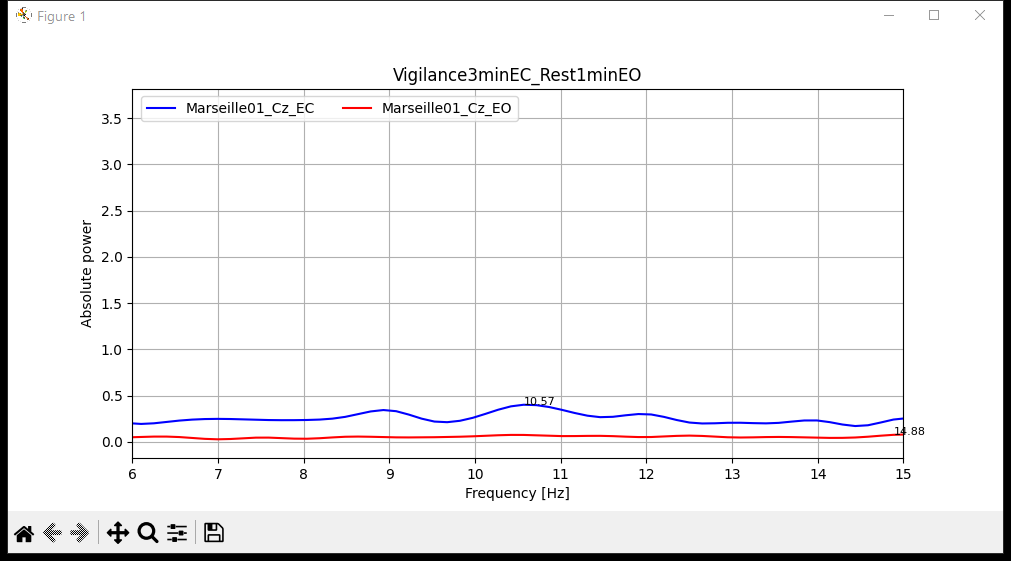 Figure 1
Vigilance3minEC_Rest1minEO
Marseille01_Cz_EC Marseille01_Cz_EO
3.5
3.0
2.5
2.0
1.5
1.0
0.5
0.0
Absolute power
10.57
14.88
6 7 8 9 10 11 12 13 14 15
Frequency [Hz]